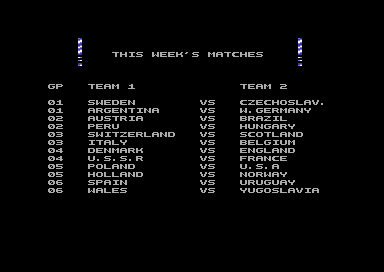 THIS WEEK'S MATCHES
GP TEAM 1 TEAM 2
01 SWEDEN VS CZECHOSLAV.
01 ARGENTINA VS W.GERMANY
02 AUSTRIA VS BRAZIL
02 PERU VS HUNGARY
03 SWITZERLAND VS SCOTLAND
03 ITALY VS BELGIUM
04 DENMARK VS ENGLAND
04 U.S.S.R VS FRANCE
05 POLAND VS U.S.A
05 HOLLAND VS NORWAY
06 SPAIN VS URUGUAY
06 WALES VS YUGOSLAVIA